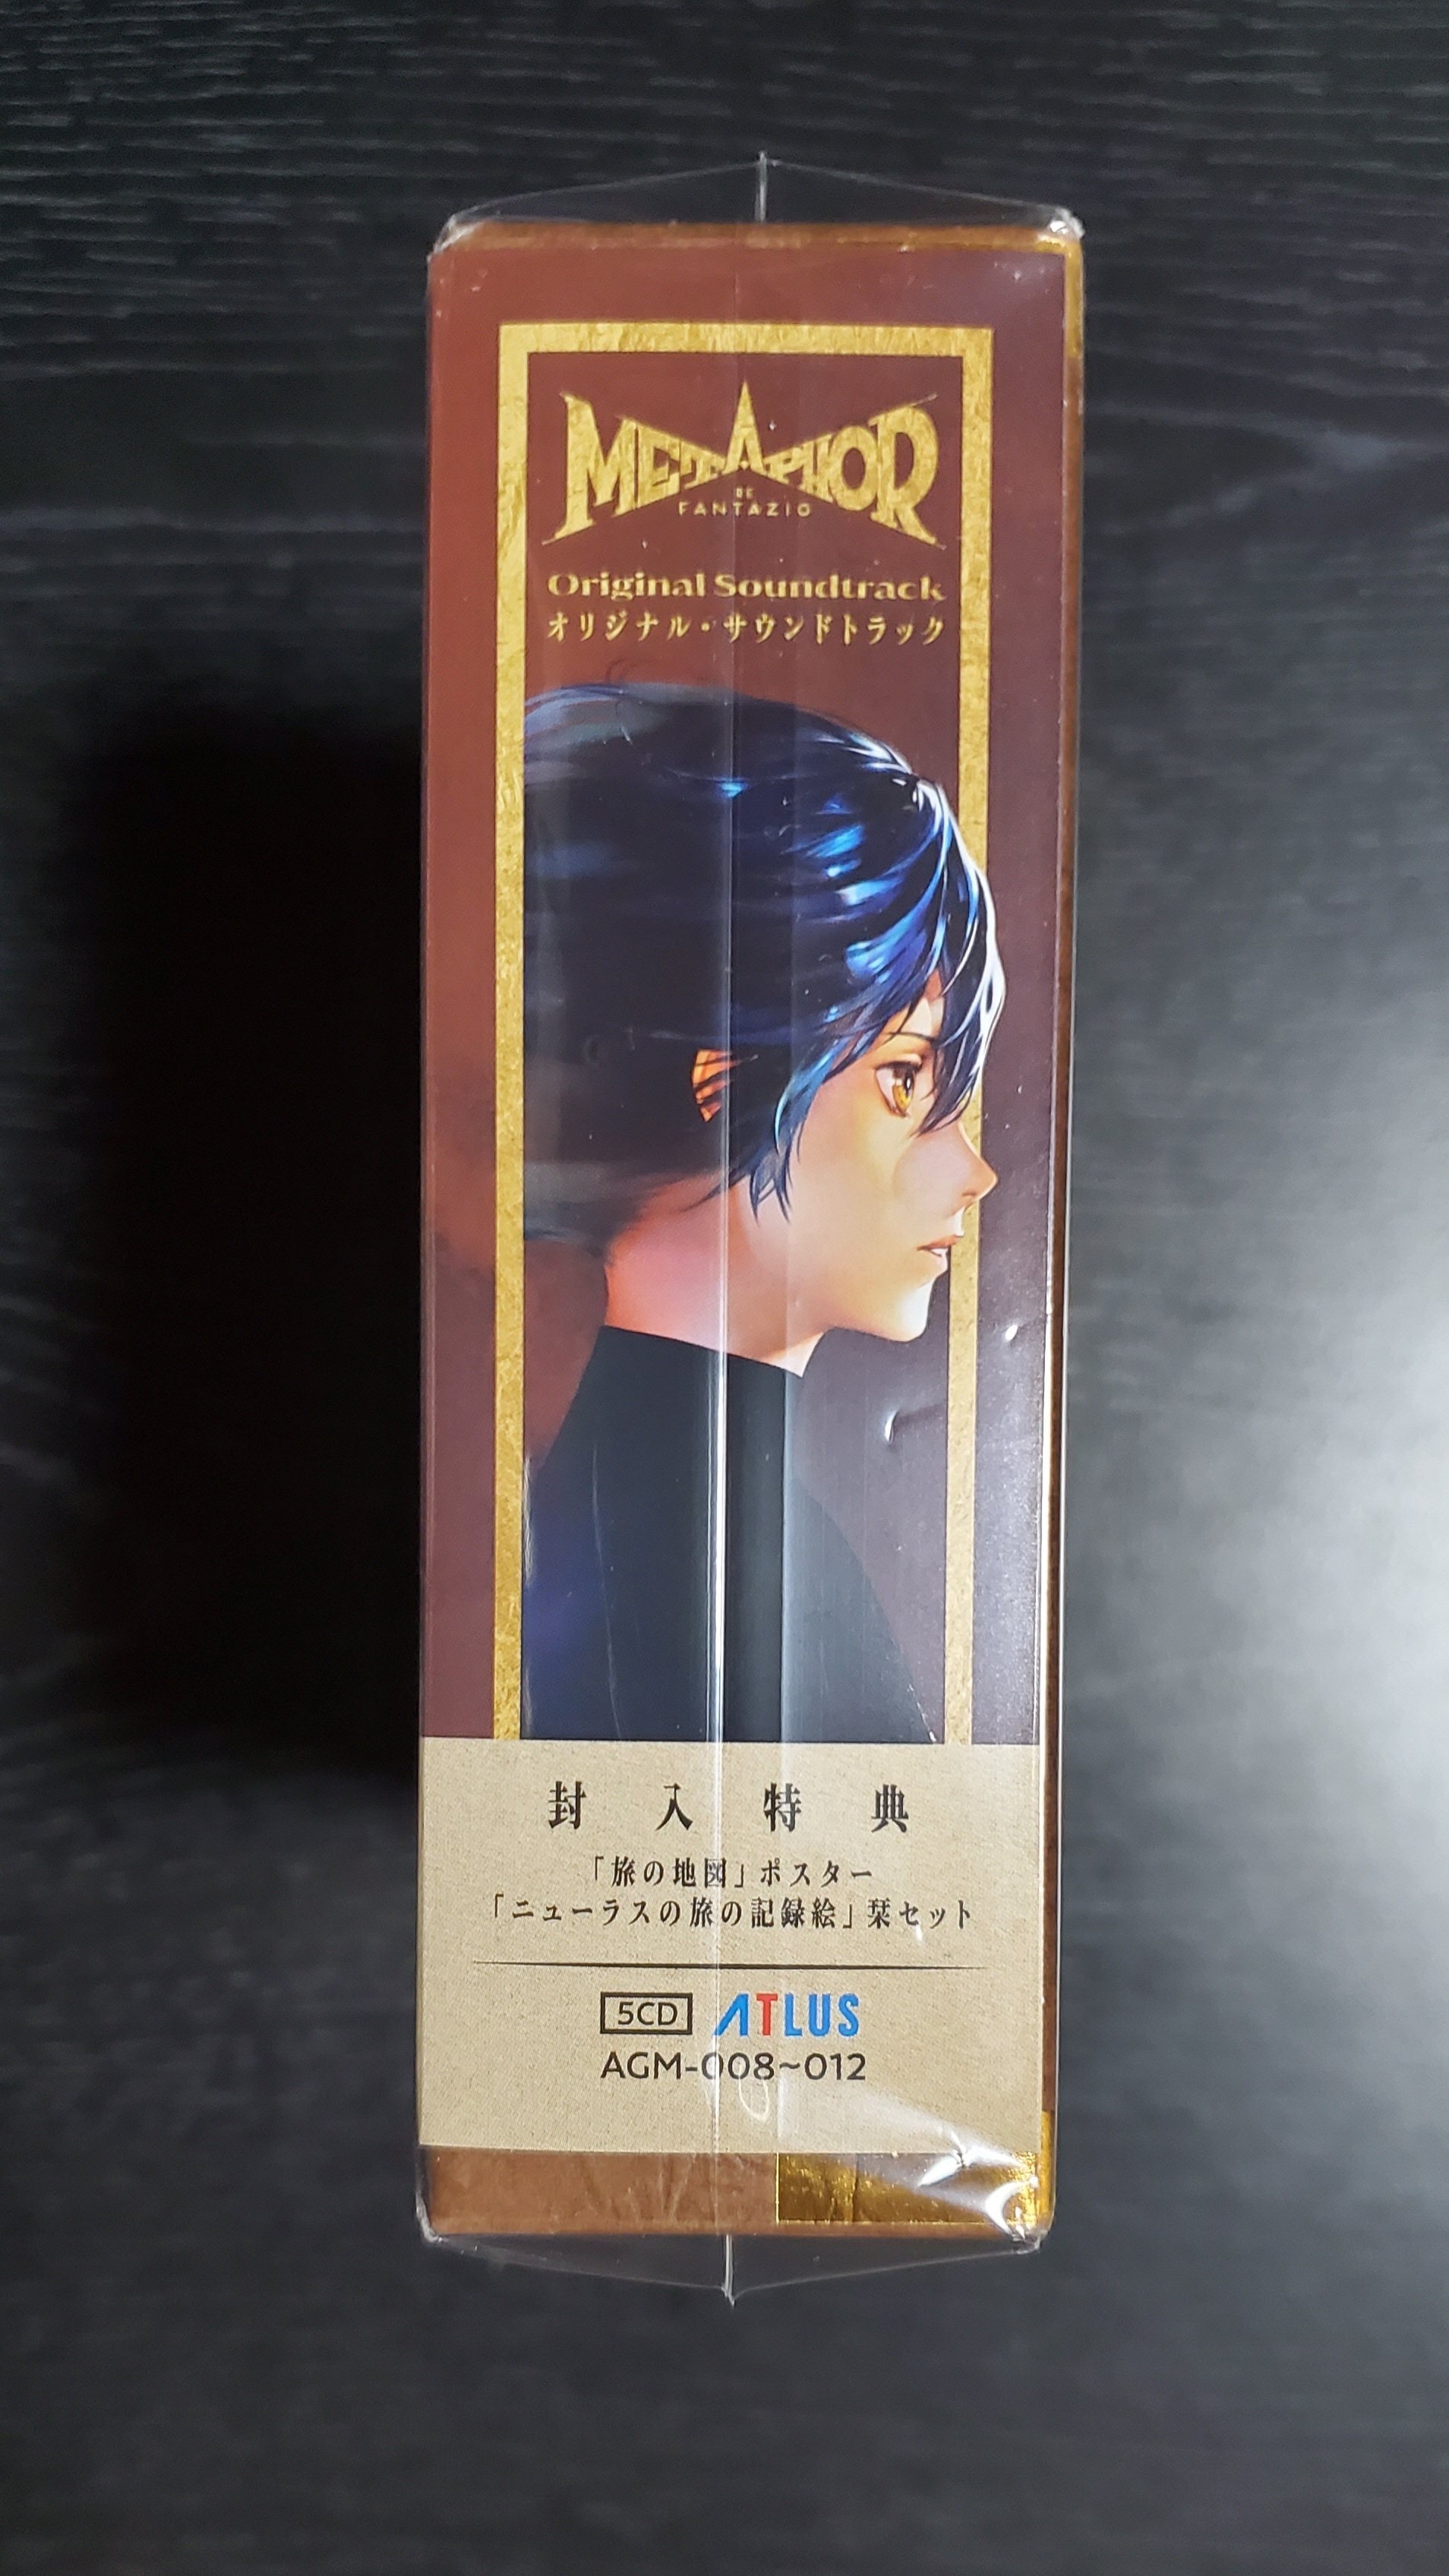 METAPHOR
DE
FANTAZIO
Original Soundtrack
オリジナル・サウンドトラック
封入特典
「旅の地図」ポスター
「ニューラスの旅の記録絵」栞セット
5CD ATLUS
AGM-008~012